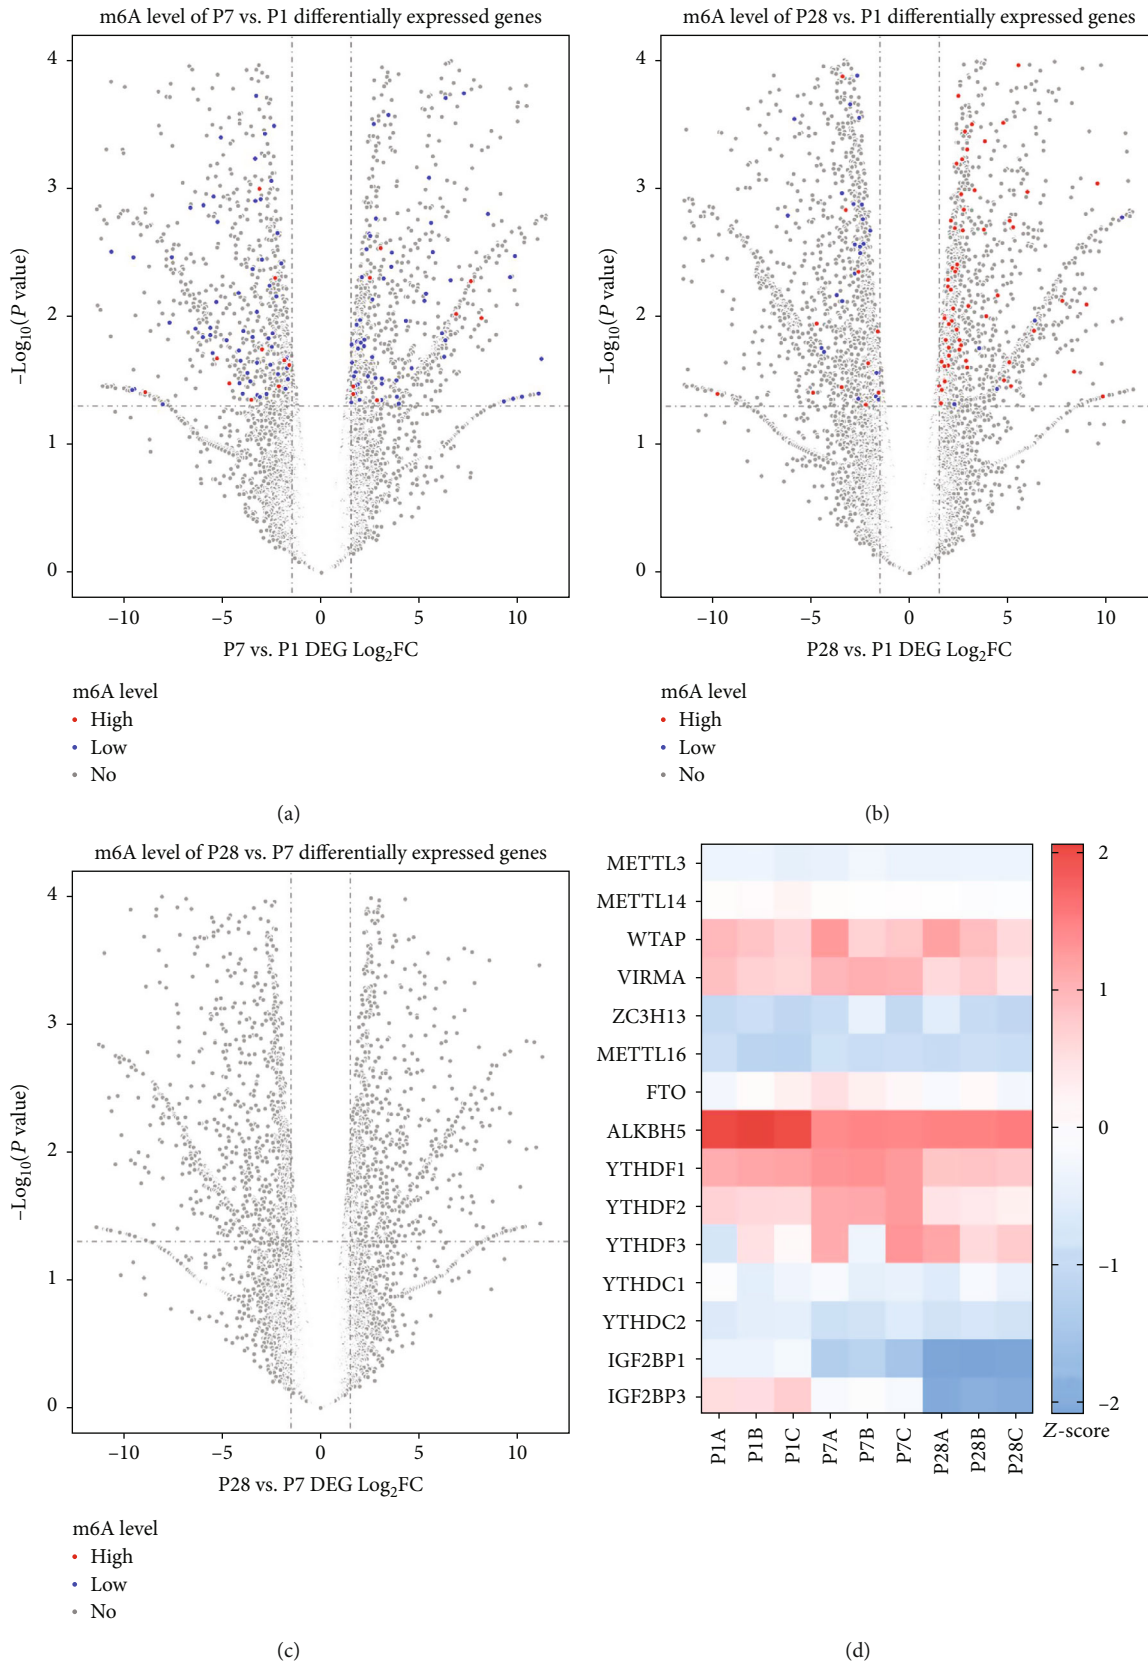 m6A level of P7 vs. P1 differentially expressed genes
4
3
2
1
0
−Log10(P value)
−10 −5 0 5 10
P7 vs. P1 DEG Log2FC
m6A level
High
Low
No
(a)
m6A level of P28 vs. P1 differentially expressed genes
4
3
2
1
0
−Log10(P value)
−10 −5 0 5 10
P28 vs. P1 DEG Log2FC
m6A level
High
Low
No
(b)
m6A level of P28 vs. P7 differentially expressed genes
4
3
2
1
0
−Log10(P value)
−10 −5 0 5 10
P28 vs. P7 DEG Log2FC
m6A level
High
Low
No
(c)
METTL3
METTL14
WTAP
VIRMA
ZC3H13
METTL16
FTO
ALKBH5
YTHDF1
YTHDF2
YTHDF3
YTHDC1
YTHDC2
IGF2BP1
IGF2BP3
P1A P1B P1C P7A P7B P7C P28A P28B P28C
2
1
0
−1
−2
Z-score
(d)